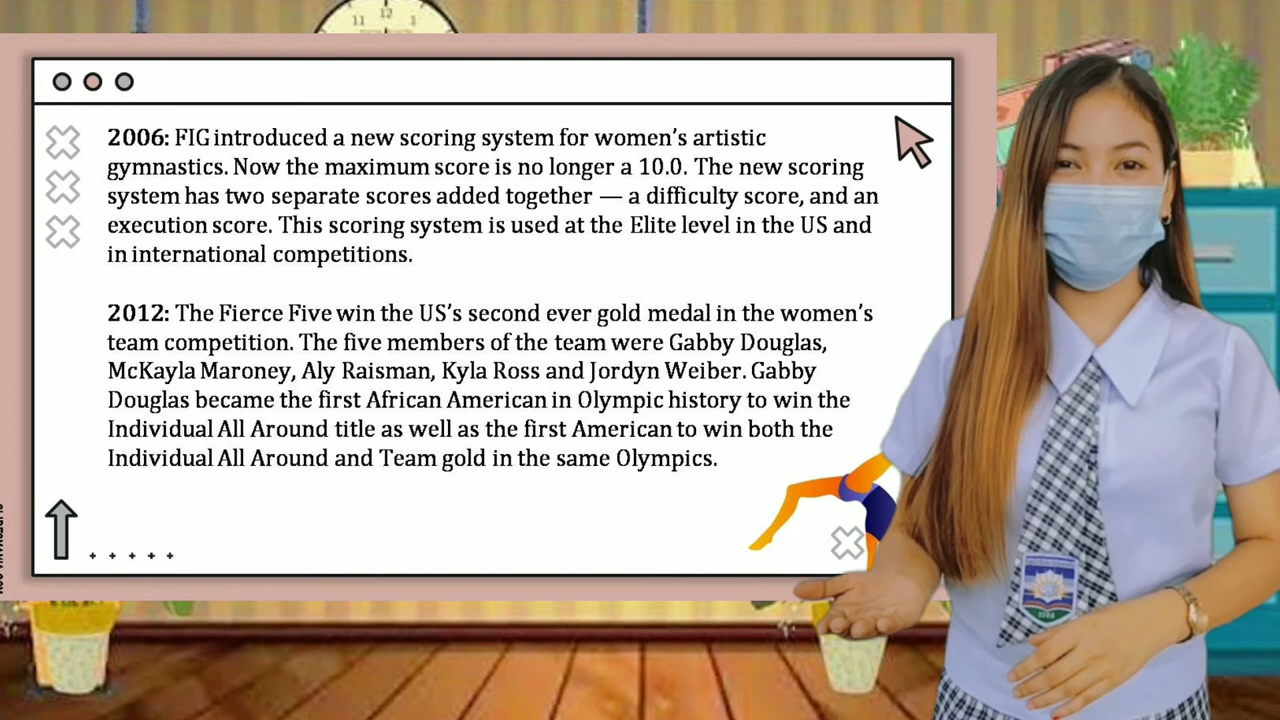 11 12 1
2006: FIG introduced a new scoring system for women's artistic
gymnastics. Now the maximum score is no longer a 10.0. The new scoring
system has two separate scores added together — a difficulty score, and an
execution score. This scoring system is used at the Elite level in the US and
in international competitions.
2012: The Fierce Five win the US's second ever gold medal in the women's
team competition. The five members of the team were Gabby Douglas,
McKayla Maroney, Aly Raisman, Kyla Ross and Jordyn Weiber. Gabby
Douglas became the first African American in Olympic history to win the
Individual All Around title as well as the first American to win both the
Individual All Around and Team gold in the same Olympics.